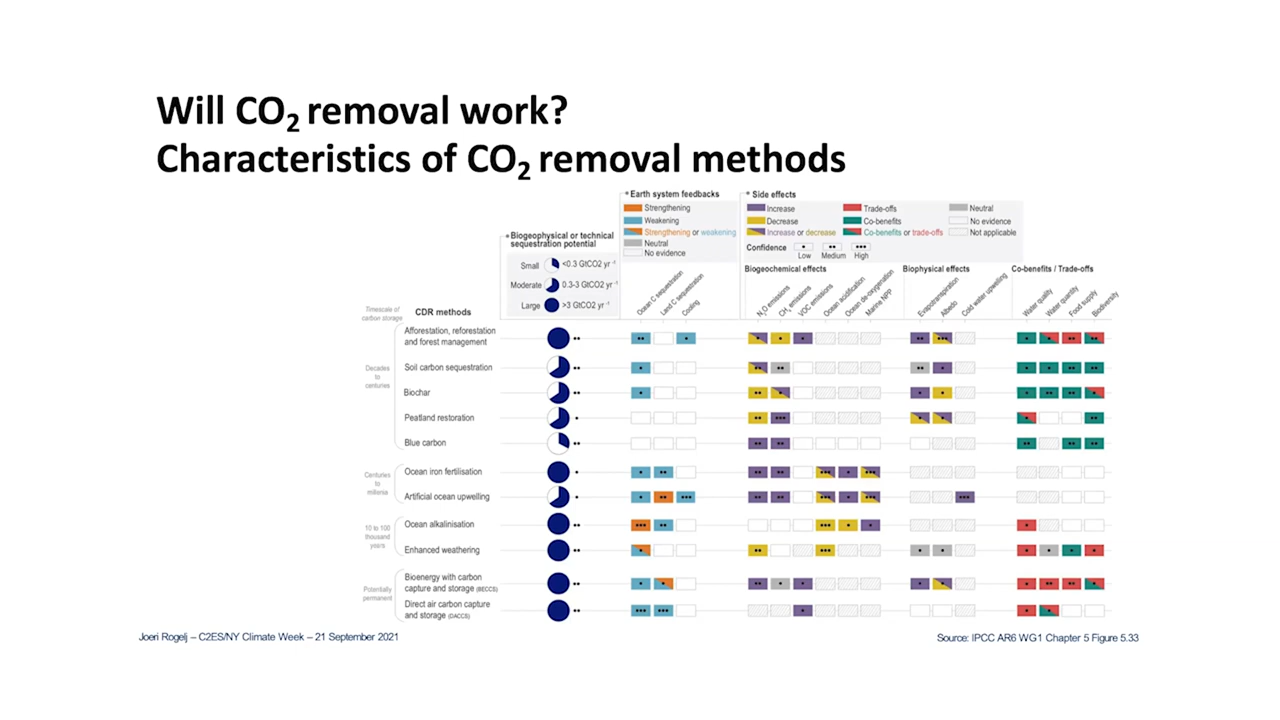 Will CO2 removal work?
Characteristics of CO2 removal methods
Earth system feedbacks
Strengthening
Weakening
Strengthening or weakening
Neutral
No evidence
Side effects
Increase
Decrease
Increase or decrease
Trade-offs
Co-benefits
Co-benefits or trade-offs
Neutral
No evidence
Not applicable
Confidence
Low
Medium
High
Biogeophysical or technical
sequestration potential
Small <0.3 GtCO2 yr -1
Moderate 0.3-3 GtCO2 yr -1
Large >3 GtCO2 yr -1
Biogeochemical effects
Biophysical effects
Co-benefits / Trade-offs
Ocean C sequestration
Land C sequestration
Cooling
N2O emissions
CH4 emissions
VOC emissions
Ocean acidification
Ocean de-oxygenation
Marine NPP
Evapotranspiration
Albedo
Cold water upwelling
Water quality
Water quantity
Food supply
Biodiversity
Timescale of
carbon storage
CDR methods
Decades
to
centuries
Afforestation, reforestation
and forest management
Soil carbon sequestration
Biochar
Peatland restoration
Blue carbon
Centuries
to
millenia
Ocean iron fertilisation
Artificial ocean upwelling
10 to 100
thousand
years
Ocean alkalinisation
Enhanced weathering
Potentially
permanent
Bioenergy with carbon
capture and storage (BECCS)
Direct air carbon capture
and storage (DACCS)
Joeri Rogelj – C2ES/NY Climate Week – 21 September 2021
Source: IPCC AR6 WG1 Chapter 5 Figure 5.33